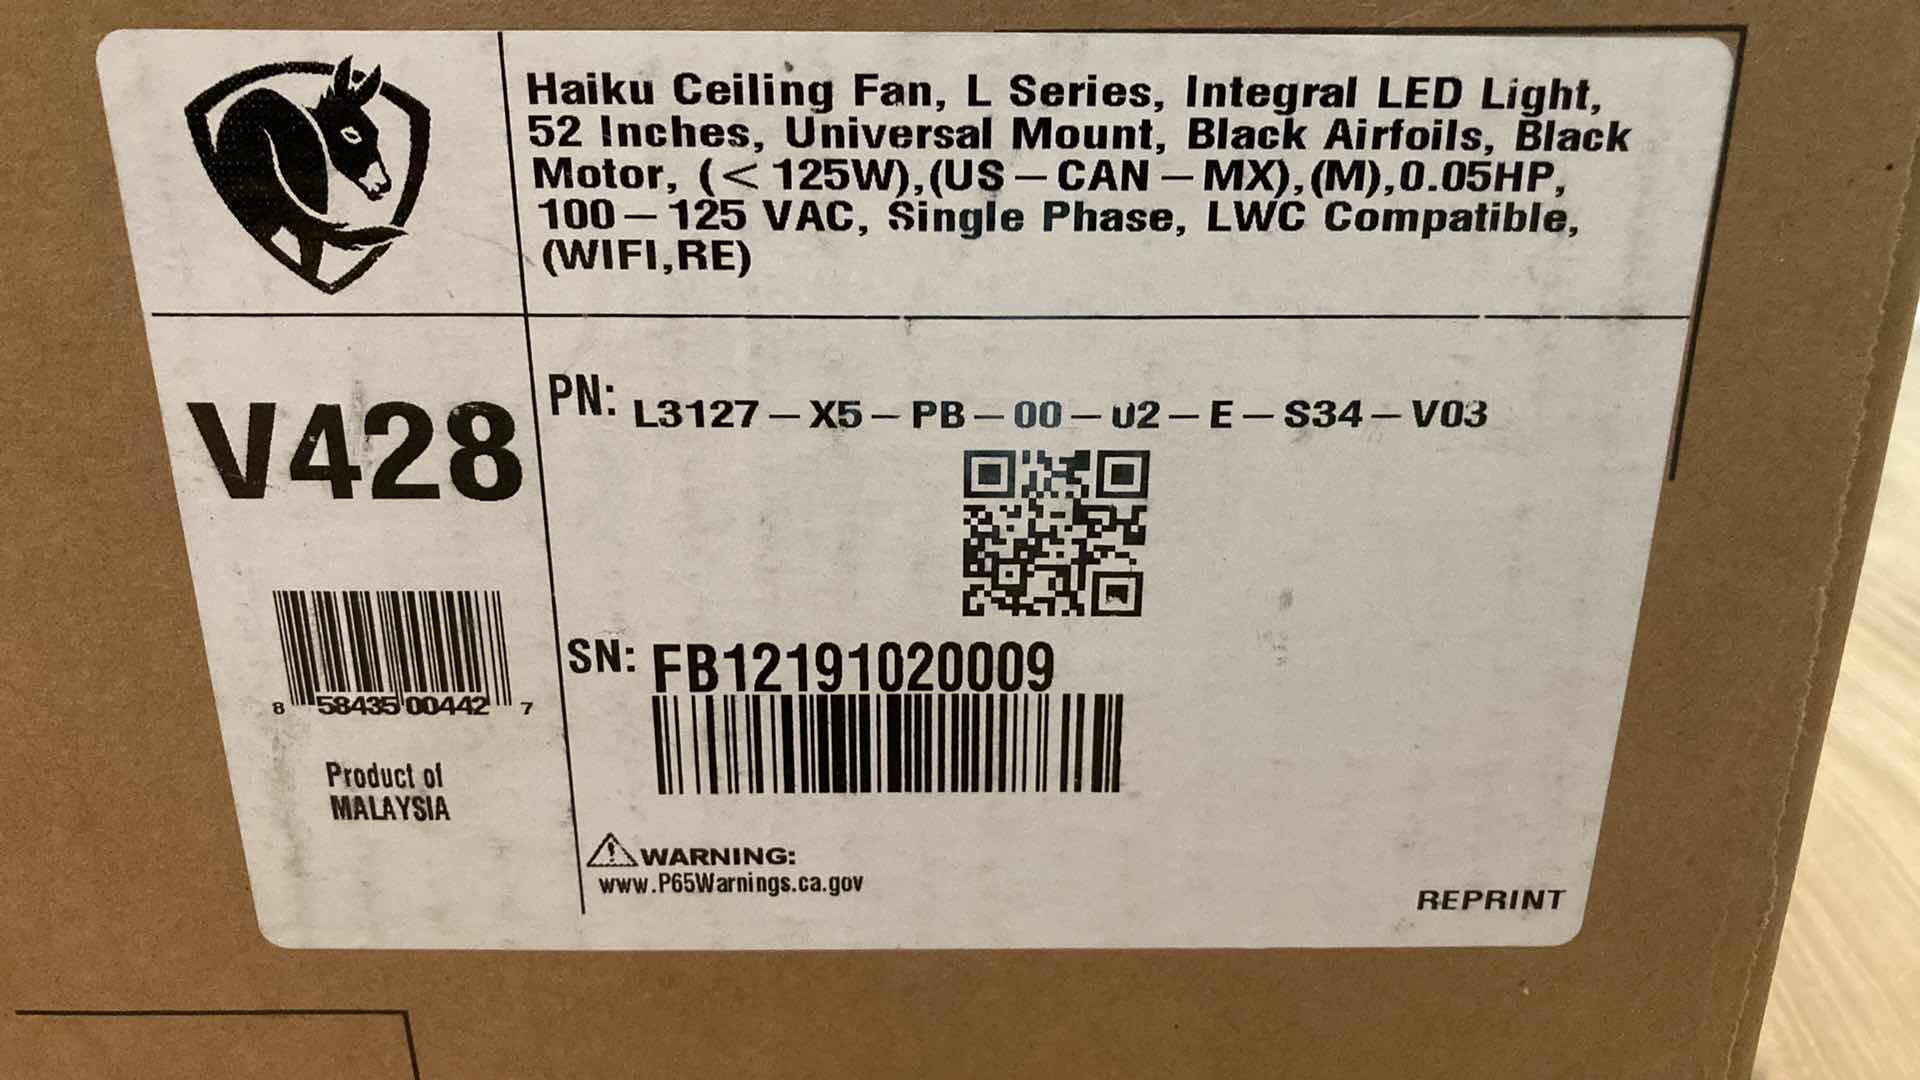 Haiku Ceiling Fan, L Series, Integral LED Light,
52 Inches, Universal Mount, Black Airfoils, Black
Motor, (< 125W),(US – CAN – MX),(M),0.05HP,
100 – 125 VAC, Single Phase, LWC Compatible,
(WIFI,RE)
V428
PN: L3127 – X5 – PB – 00 – 02 – E – S34 – V03
SN: FB12191020009
8 58435 00442 7
Product of
MALAYSIA
WARNING:
www.P65Warnings.ca.gov
REPRINT